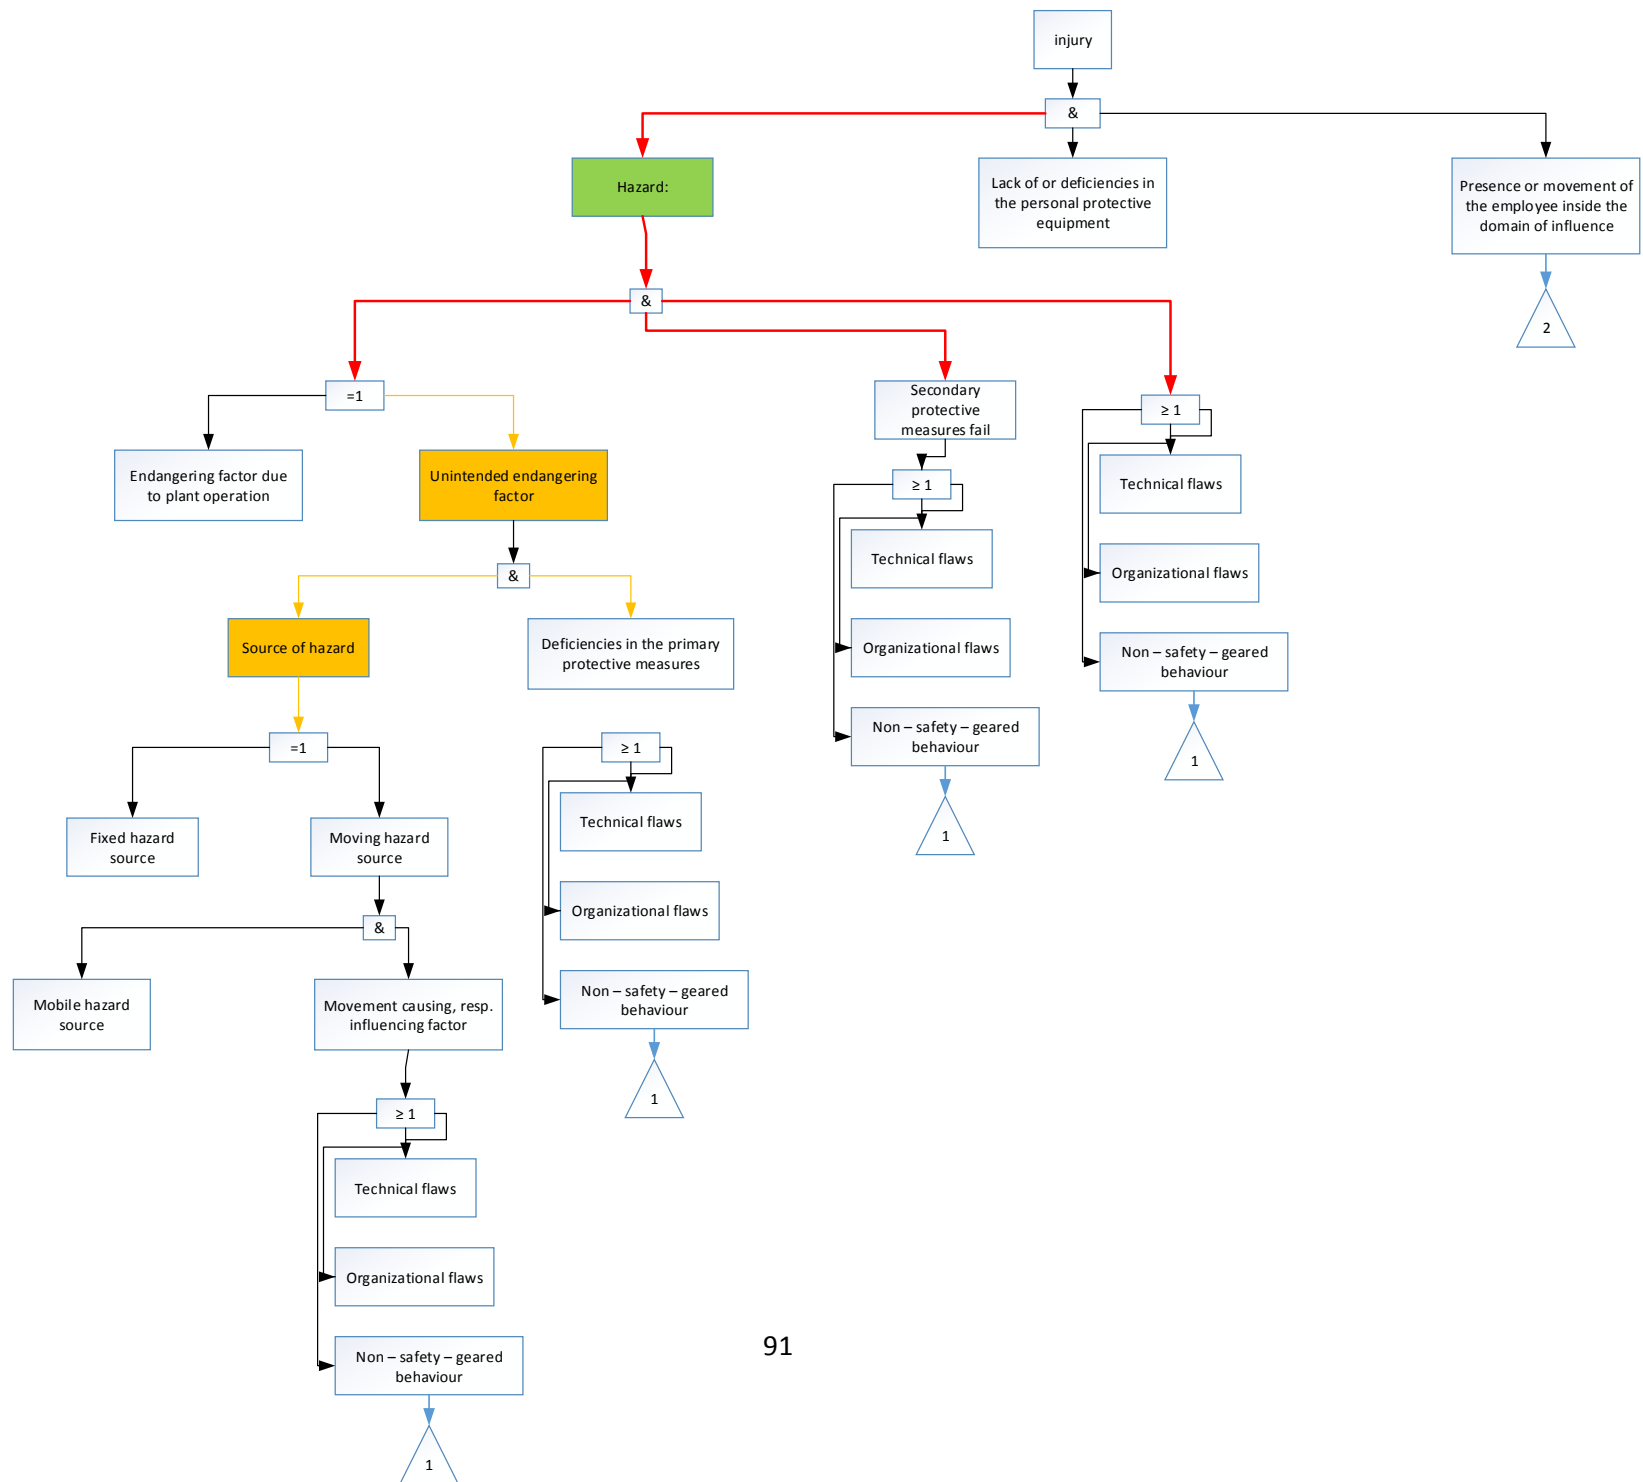 injury
&
Hazard:
Lack of or deficiencies in
the personal protective
equipment
Presence or movement of
the employee inside the
domain of influence
&
2
=1
Secondary
protective
measures fail
≥ 1
Endangering factor due
to plant operation
Unintended endangering
factor
≥ 1
Technical flaws
Technical flaws
&
Organizational flaws
Source of hazard
Deficiencies in the primary
protective measures
Organizational flaws
Non – safety – geared
behaviour
=1
≥ 1
Non – safety – geared
behaviour
1
Fixed hazard
source
Moving hazard
source
Technical flaws
1
&
Organizational flaws
Mobile hazard
source
Movement causing, resp.
influencing factor
Non – safety – geared
behaviour
≥ 1
1
Technical flaws
Organizational flaws
91
Non – safety – geared
behaviour
1